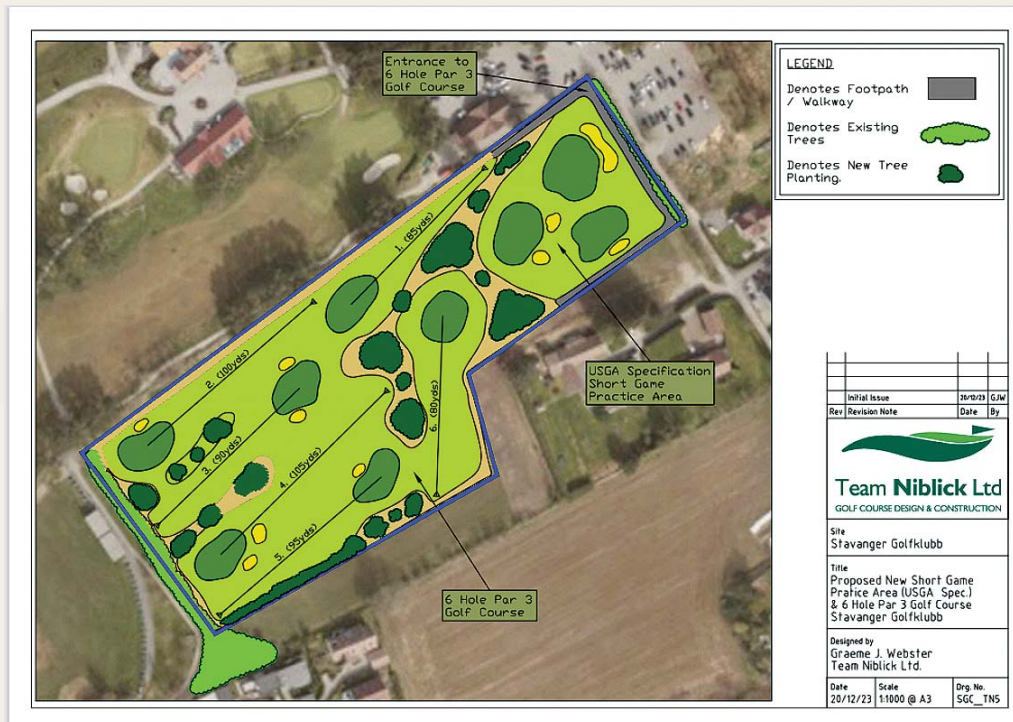 Entrance to
6 Hole Par 3
Golf Course
1. (85yds)
2. (100yds)
3. (90yds)
4. (105yds)
5. (95yds)
6. (80yds)
USGA Specification
Short Game
Practice Area
6 Hole Par 3
Golf Course
LEGEND
Denotes Footpath
/ Walkway
Denotes Existing
Trees
Denotes New Tree
Planting.
Initial Issue 20/12/23 GJW
Rev Revision Note Date By
Team Niblick Ltd
GOLF COURSE DESIGN & CONSTRUCTION
Site
Stavanger Golfklubb
Title
Proposed New Short Game
Pratice Area (USGA Spec.)
& 6 Hole Par 3 Golf Course
Stavanger Golfklubb
Designed by
Graeme J. Webster
Team Niblick Ltd.
Date Scale Drg. No.
20/12/23 1:1000 @ A3 SGC_TN5